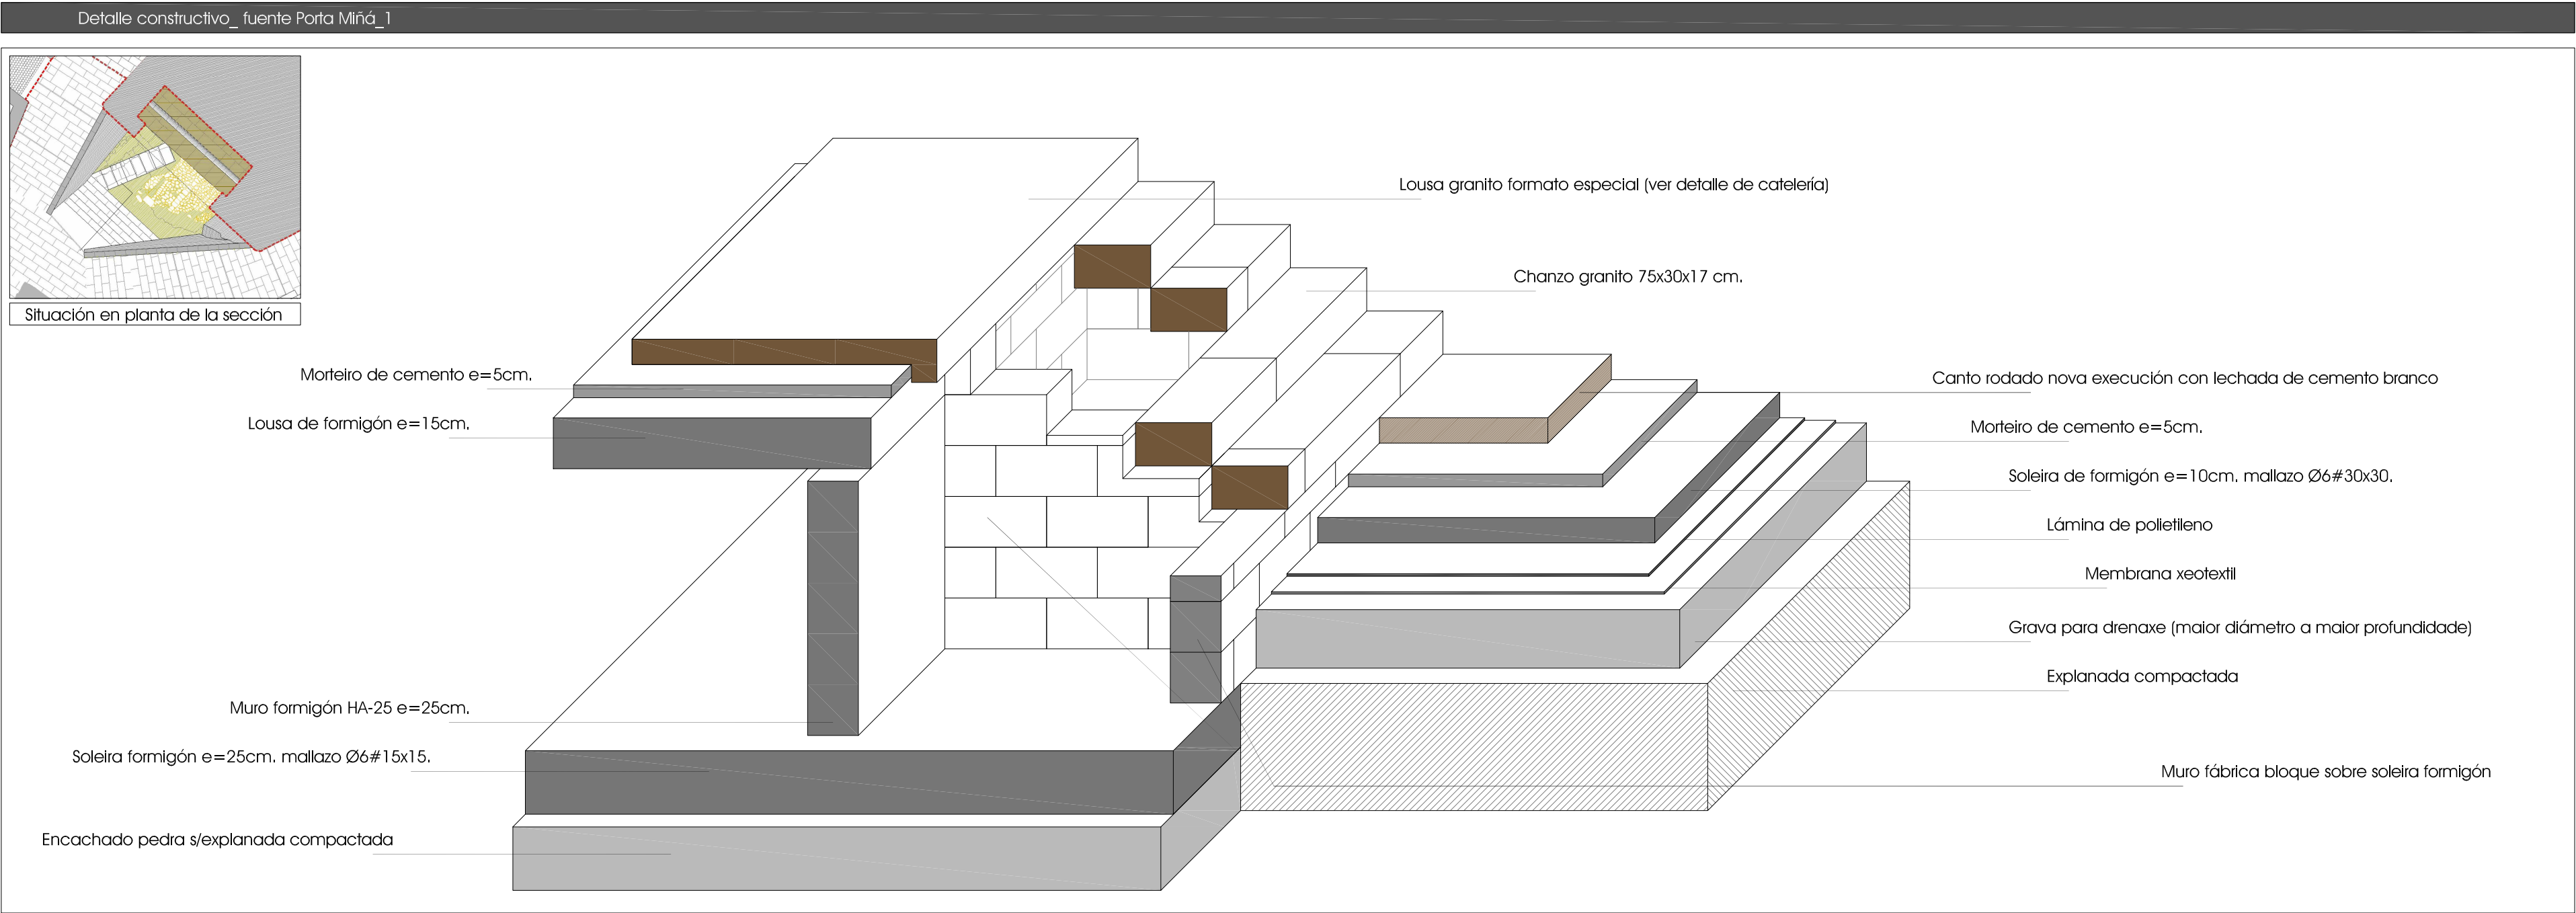 Detalle constructivo_ fuente Porta Miñá_1
Situación en planta de la sección
Lousa granito formato especial (ver detalle de catelería)
Chanzo granito 75x30x17 cm.
Morteiro de cemento e=5cm.
Lousa de formigón e=15cm.
Canto rodado nova execución con lechada de cemento branco
Morteiro de cemento e=5cm.
Soleira de formigón e=10cm. mallazo Ø6#30x30.
Lámina de polietileno
Membrana xeotextil
Grava para drenaxe (maior diámetro a maior profundidade)
Explanada compactada
Muro formigón HA-25 e=25cm.
Soleira formigón e=25cm. mallazo Ø6#15x15.
Muro fábrica bloque sobre soleira formigón
Encachado pedra s/explanada compactada